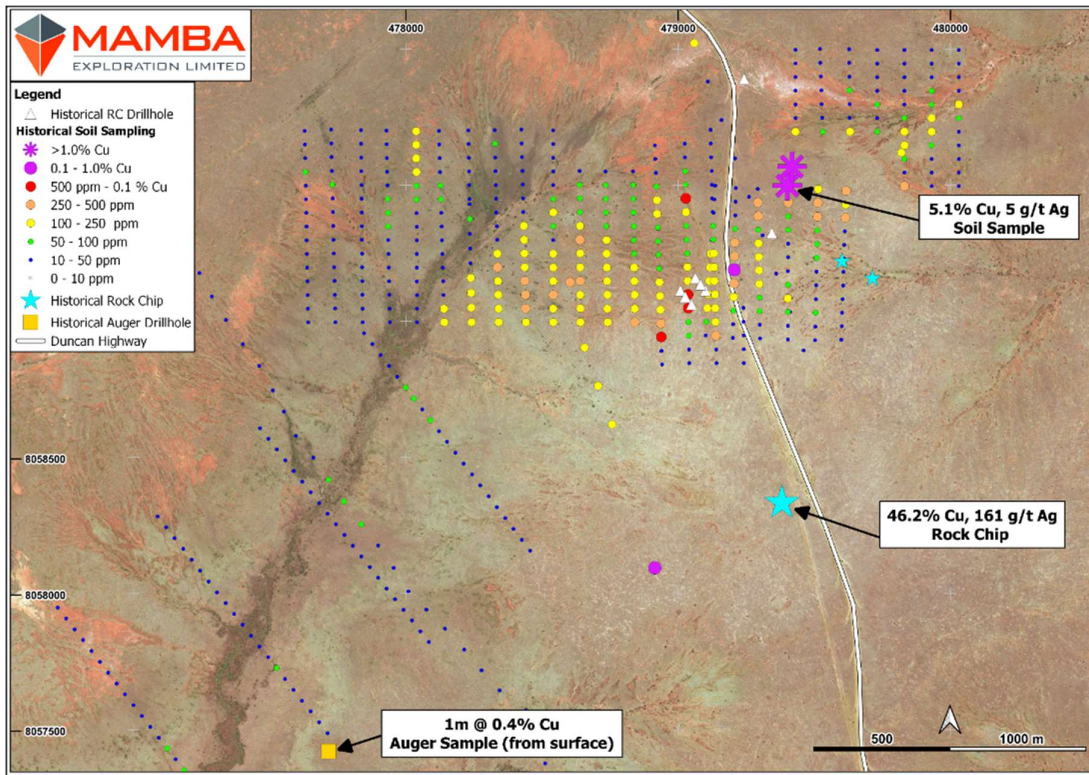 MAMBA
EXPLORATION LIMITED
478000
479000
480000
Legend
Historical RC Drillhole
Historical Soil Sampling
>1.0% Cu
0.1 - 1.0% Cu
500 ppm - 0.1 % Cu
250 - 500 ppm
100 - 250 ppm
50 - 100 ppm
10 - 50 ppm
0 - 10 ppm
Historical Rock Chip
Historical Auger Drillhole
Duncan Highway
5.1% Cu, 5 g/t Ag
Soil Sample
8058500
46.2% Cu, 161 g/t Ag
Rock Chip
8058000
8057500
1m @ 0.4% Cu
Auger Sample (from surface)
500
1000 m